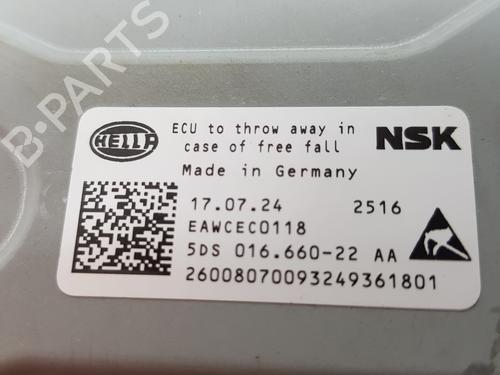 B-PARTS
HELLA
ECU to throw away in
case of free fall
NSK
Made in Germany
17.07.24 2516
EAWCEC0118
5DS 016.660-22 AA
26008070093249361801